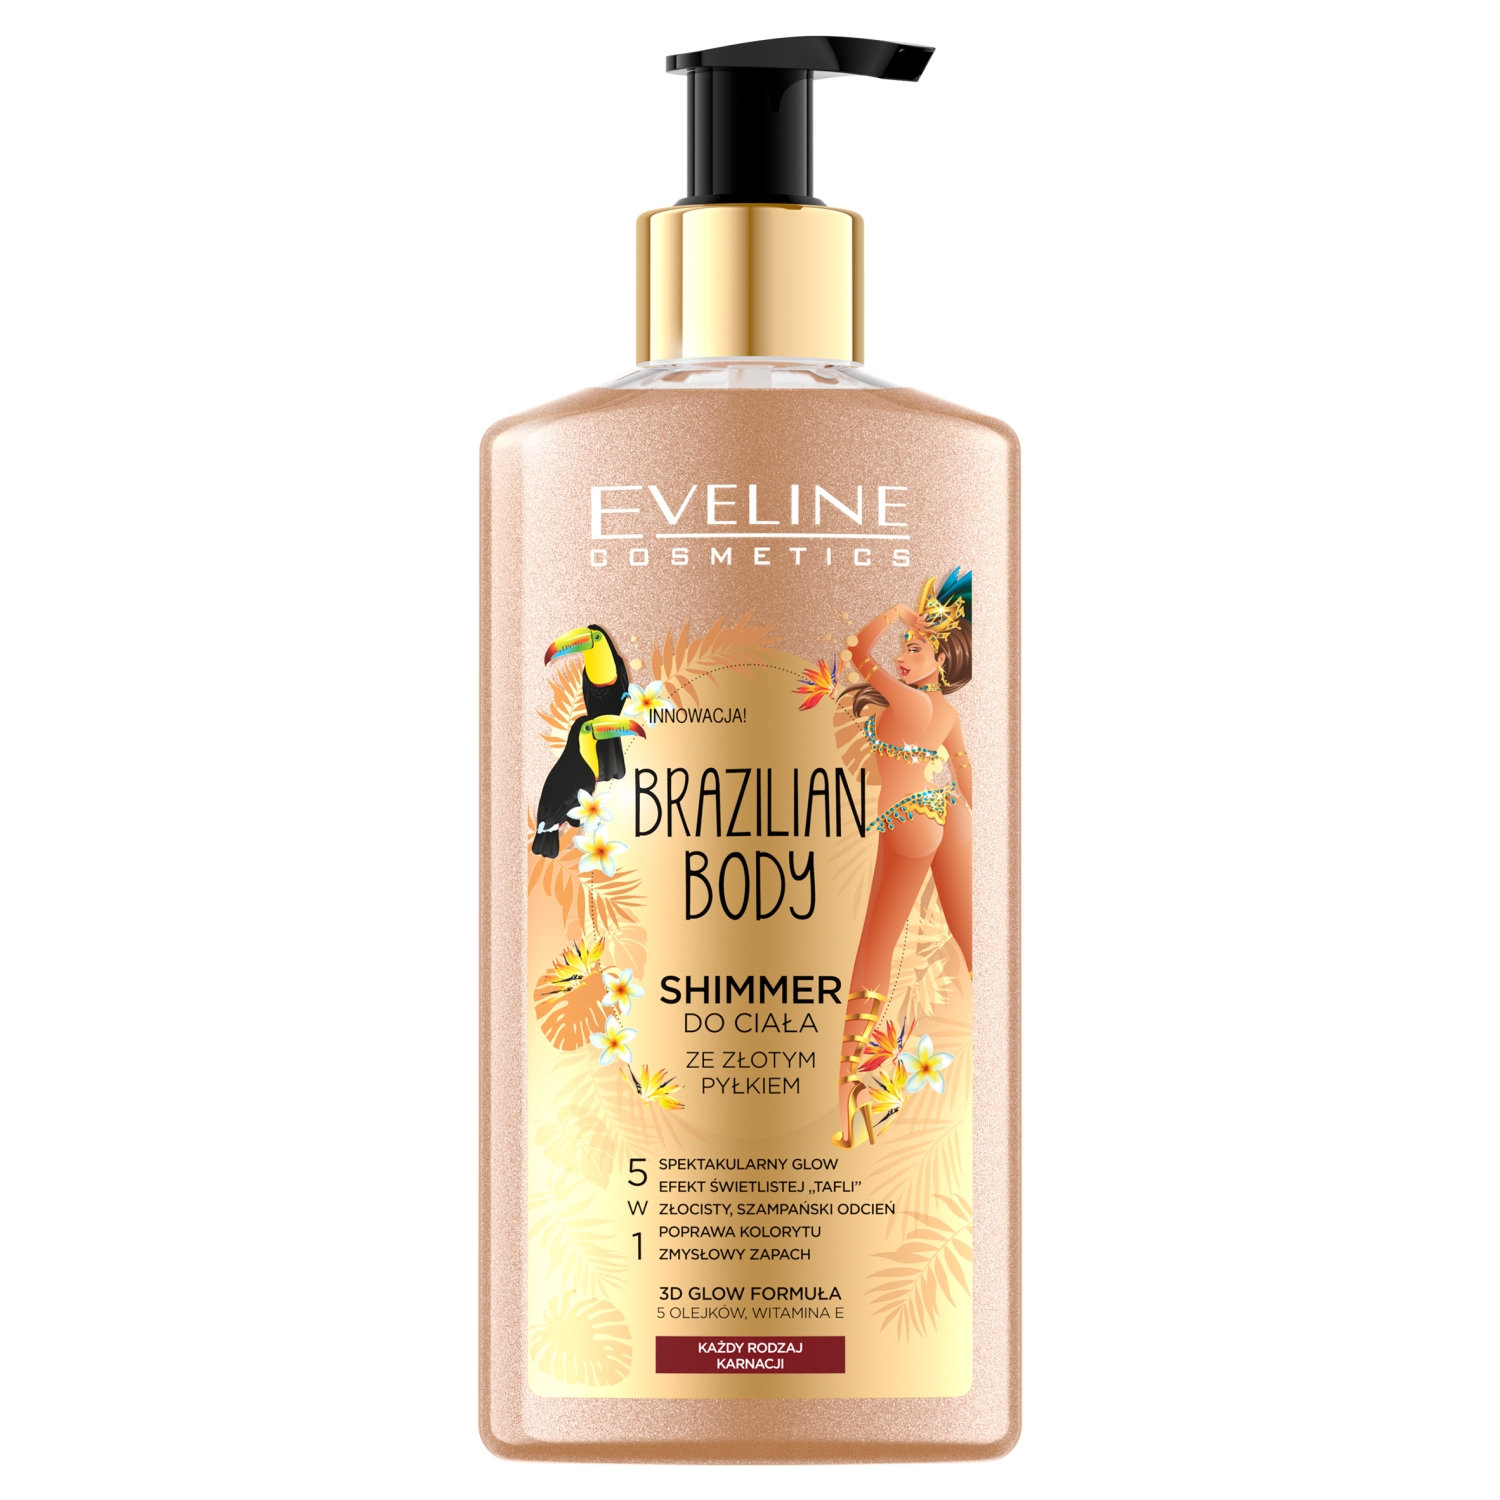 EVELINE
COSMETICS
INNOWACJA!
BRAZILIAN
BODY
SHIMMER
DO CIAŁA
ZE ZŁOTYM
PYŁKIEM
5 W 1
SPEKTAKULARNY GLOW
EFEKT ŚWIETLISTEJ „TAFLI”
ZŁOCISTY, SZAMPAŃSKI ODCIEŃ
POPRAWA KOLORYTU
ZMYSŁOWY ZAPACH
3D GLOW FORMUŁA
5 OLEJKÓW, WITAMINA E
KAŻDY RODZAJ
KARNACJI